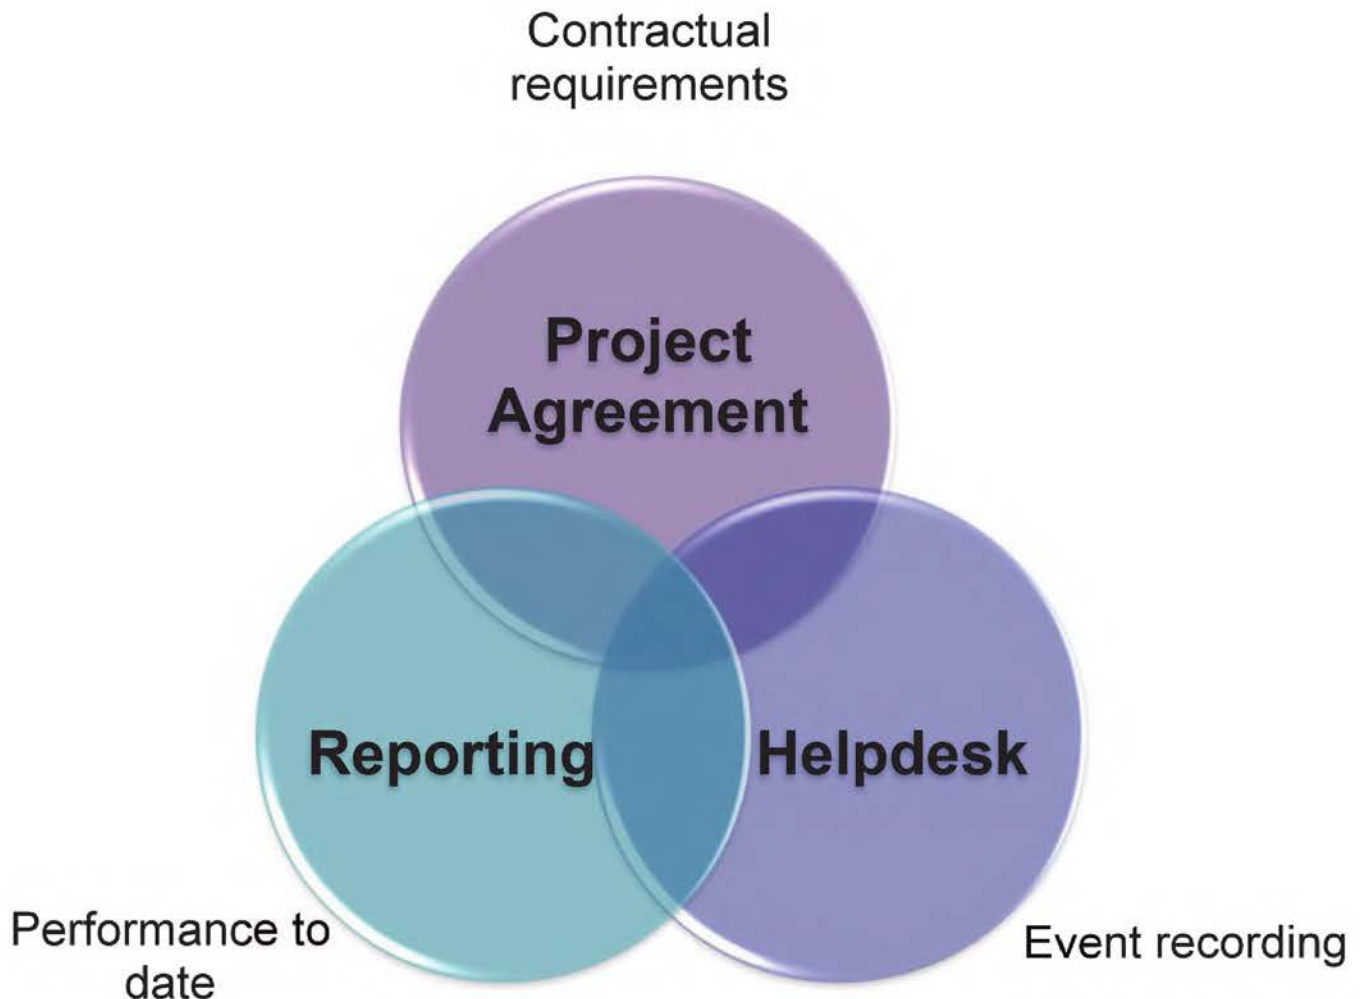 Contractual
requirements
Project
Agreement
Reporting
Helpdesk
Performance to
date
Event recording